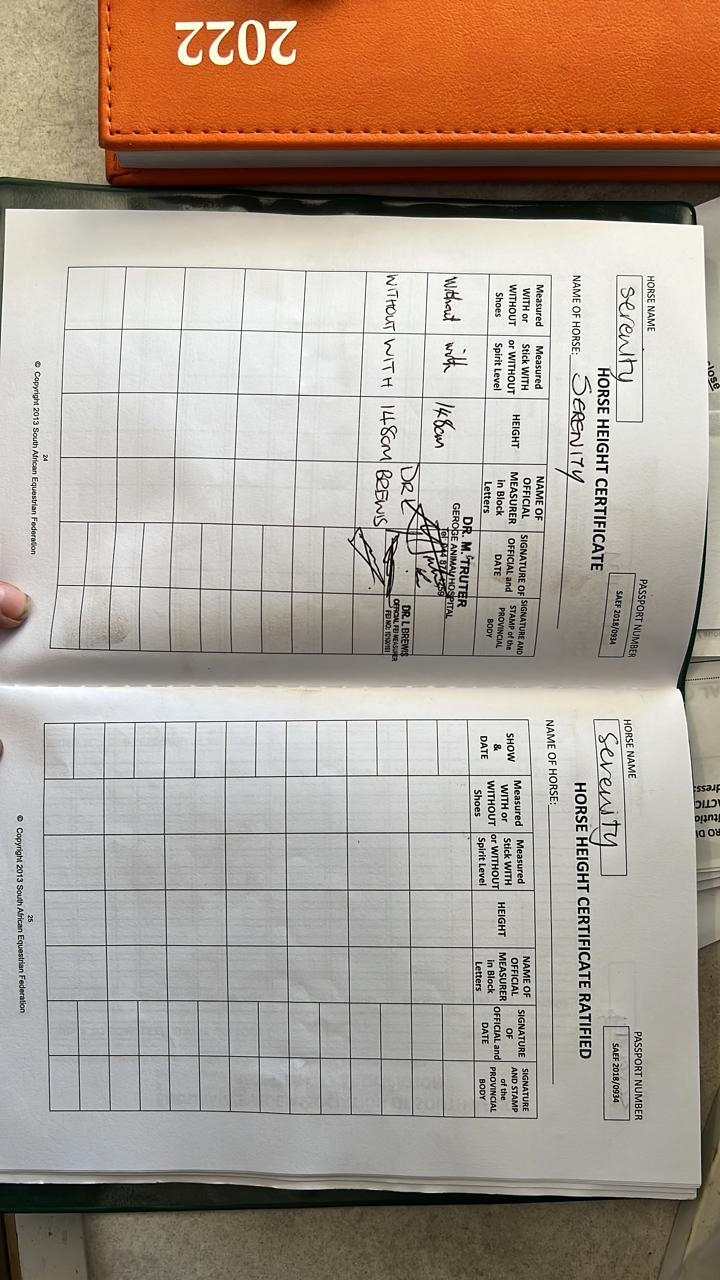 2022
HORSE NAME
serenity
PASSPORT NUMBER
SAEF 2018/0934
HORSE HEIGHT CERTIFICATE
NAME OF HORSE: SERENITY
Measured WITH or WITHOUT Shoes
Measured Stick WITH or WITHOUT Spirit Level
HEIGHT
NAME OF OFFICIAL MEASURER in Block Letters
SIGNATURE OF OFFICIAL and DATE
SIGNATURE AND STAMP of the PROVINCIAL BODY
Without with 148cm
DR. M. TRUTER
GEROGE ANIMAL HOSPITAL
WITHOUT WITH 148CM DR L BREWIS
DR. L BREWIS
OFFICIAL FEI MEASURER
24
© Copyright 2013 South African Equestrian Federation
HORSE NAME
Serenity
PASSPORT NUMBER
SAEF 2018/0934
HORSE HEIGHT CERTIFICATE RATIFIED
NAME OF HORSE:
SHOW & DATE
Measured WITH or WITHOUT Shoes
Measured Stick WITH or WITHOUT Spirit Level
HEIGHT
NAME OF OFFICIAL MEASURER in Block Letters
SIGNATURE OF OFFICIAL and DATE
SIGNATURE AND STAMP of the PROVINCIAL BODY
25
© Copyright 2013 South African Equestrian Federation